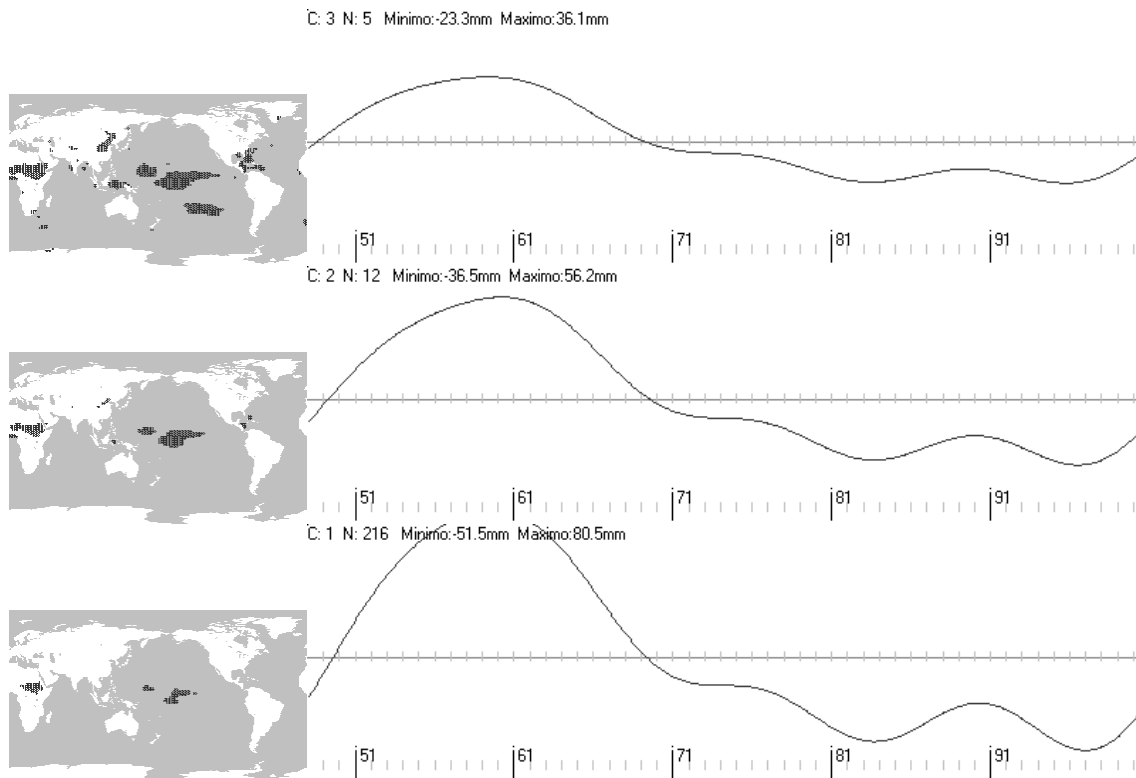 C: 3 N: 5 Minimo:-23.3mm Maximo:36.1mm
51 61 71 81 91
C: 2 N: 12 Minimo:-36.5mm Maximo:56.2mm
51 61 71 81 91
C: 1 N: 216 Minimo:-51.5mm Maximo:80.5mm
51 61 71 81 91